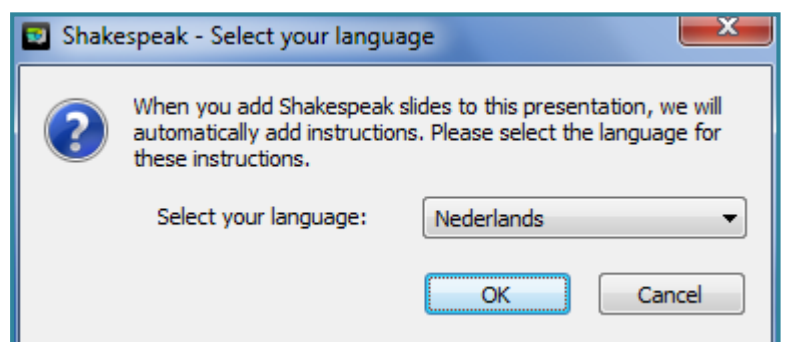 Shakespeak - Select your language
When you add Shakespeak slides to this presentation, we will
automatically add instructions. Please select the language for
these instructions.
Select your language: Nederlands
OK Cancel